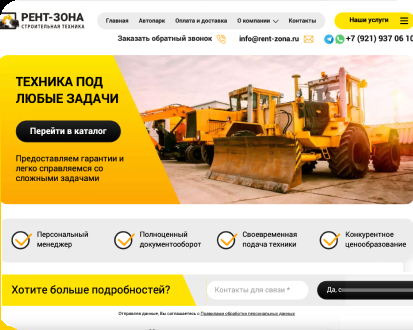 РЕНТ-ЗОНА
СТРОИТЕЛЬНАЯ ТЕХНИКА
Главная Автопарк Оплата и доставка О компании Контакты
Наши услуги
Заказать обратный звонок info@rent-zona.ru +7 (921) 937 06 10
ТЕХНИКА ПОД
ЛЮБЫЕ ЗАДАЧИ
Перейти в каталог
Предоставляем гарантии и
легко справляемся со
сложными задачами
Персональный
менеджер
Полноценный
документооборот
Своевременная
подача техники
Конкурентное
ценообразование
Хотите больше подробностей? Контакты для связи * Да, с
Отправляя данные, Вы соглашаетесь с Правилами обработки персональных данных